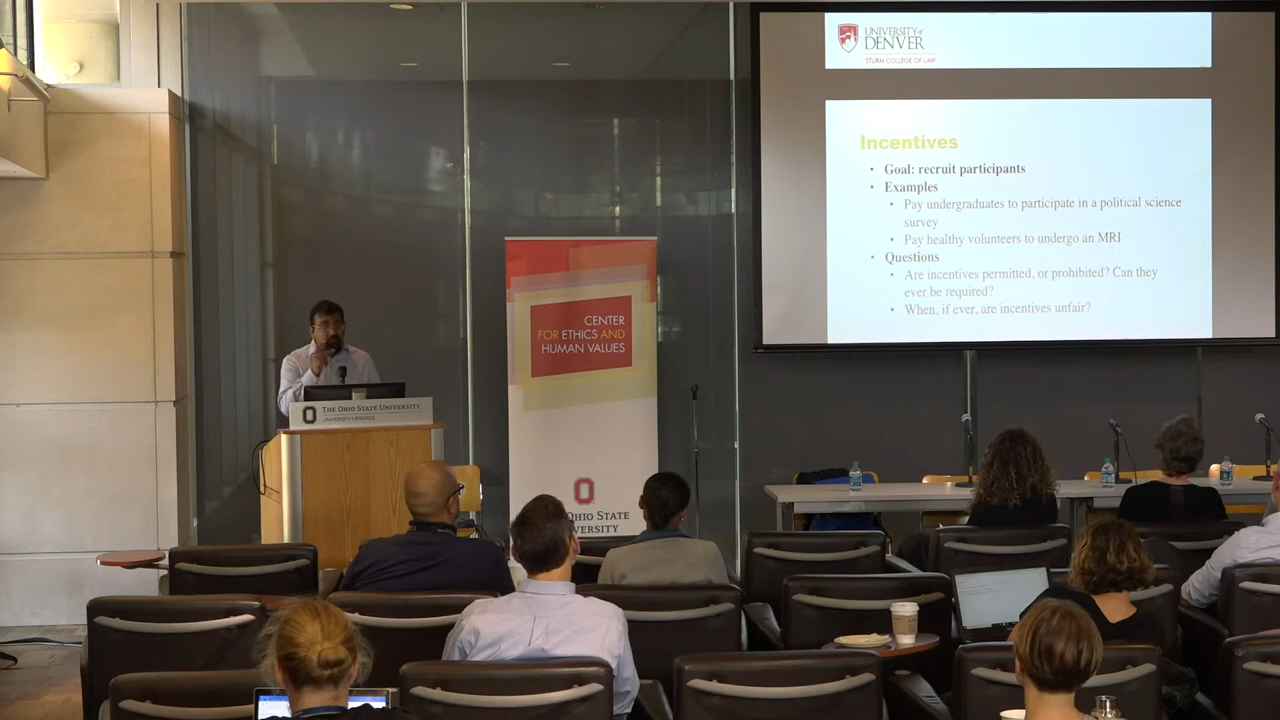 UNIVERSITY of
DENVER
STURM COLLEGE OF LAW
Incentives
• Goal: recruit participants
• Examples
• Pay undergraduates to participate in a political science
survey
• Pay healthy volunteers to undergo an MRI
• Questions
• Are incentives permitted, or prohibited? Can they
ever be required?
• When, if ever, are incentives unfair?
CENTER
FOR ETHICS AND
HUMAN VALUES
OHIO STATE
VERSITY
THE OHIO STATE UNIVERSITY
UNIVERSITY LIBRARIES